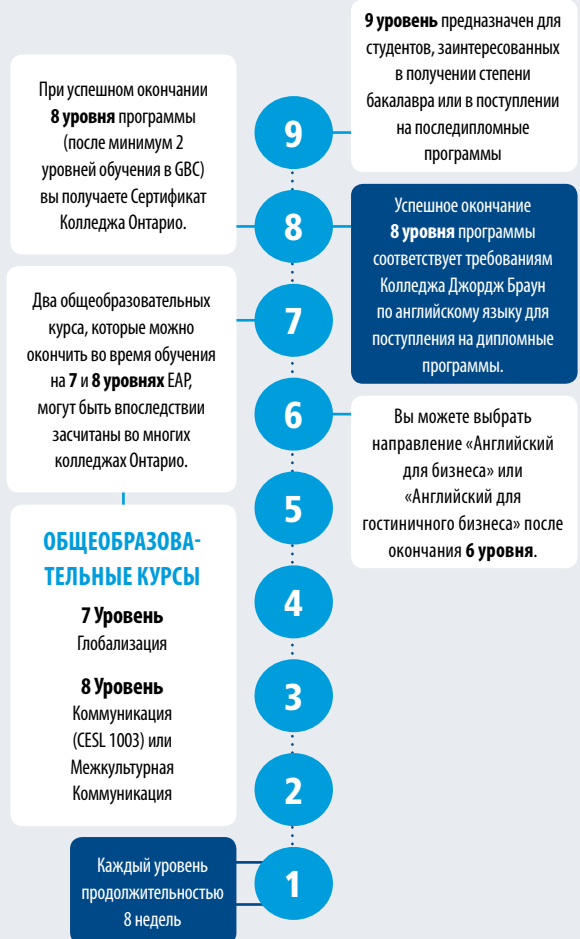 9 уровень предназначен для
студентов, заинтересованных
в получении степени
бакалавра или в поступлении
на последипломные
программы
При успешном окончании
8 уровня программы
(после минимум 2
уровней обучения в GBC)
вы получаете Сертификат
Колледжа Онтарио.
9
8
Успешное окончание
8 уровня программы
соответствует требованиям
Колледжа Джордж Браун
по английскому языку для
поступления на дипломные
программы.
Два общеобразовательных
курса, которые можно
окончить во время обучения
на 7 и 8 уровнях EAP,
могут быть впоследствии
засчитаны во многих
колледжах Онтарио.
7
6
Вы можете выбрать
направление «Английский
для бизнеса» или
«Английский для
гостиничного бизнеса» после
окончания 6 уровня.
5
ОБЩЕОБРАЗОВА-
ТЕЛЬНЫЕ КУРСЫ
7 Уровень
Глобализация
8 Уровень
Коммуникация
(CESL 1003) или
Межкультурная
Коммуникация
4
3
2
1
Каждый уровень
продолжительностью
8 недель